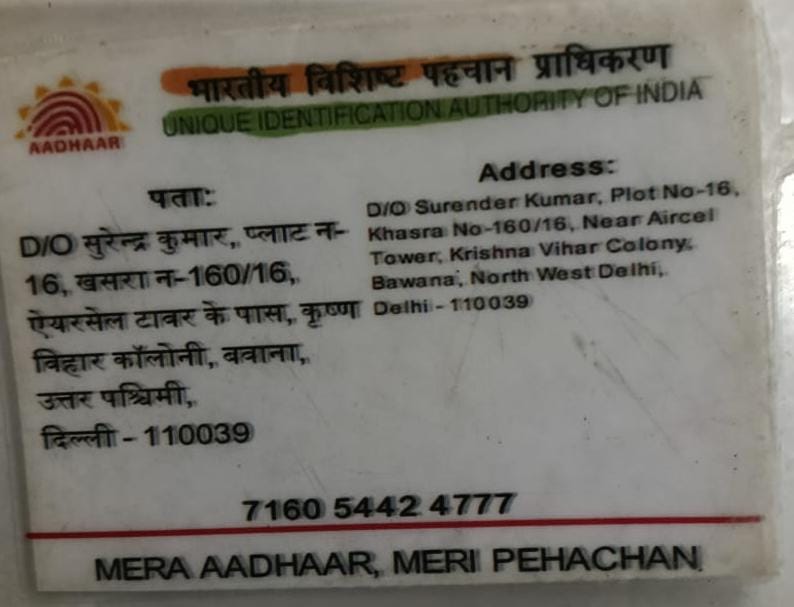 भारतीय विशिष्ट पहचान प्राधिकरण
UNIQUE IDENTIFICATION AUTHORITY OF INDIA
AADHAAR
पता:
D/O सुरेन्द्र कुमार,, प्लाट न-
16, खसरा न-160/16,,
ऐयरसेल टावर के पास,, कृष्ण
विहार कॉलोनी,, बवाना,,
उत्तर पश्चिमी,,
दिल्ली - 110039
Address:
D/O Surender Kumar, Plot No-16,
Khasra No-160/16, Near Aircel
Tower, Krishna Vihar Colony,
Bawana, North West Delhi,
Delhi - 110039
7160 5442 4777
MERA AADHAAR, MERI PEHACHAN